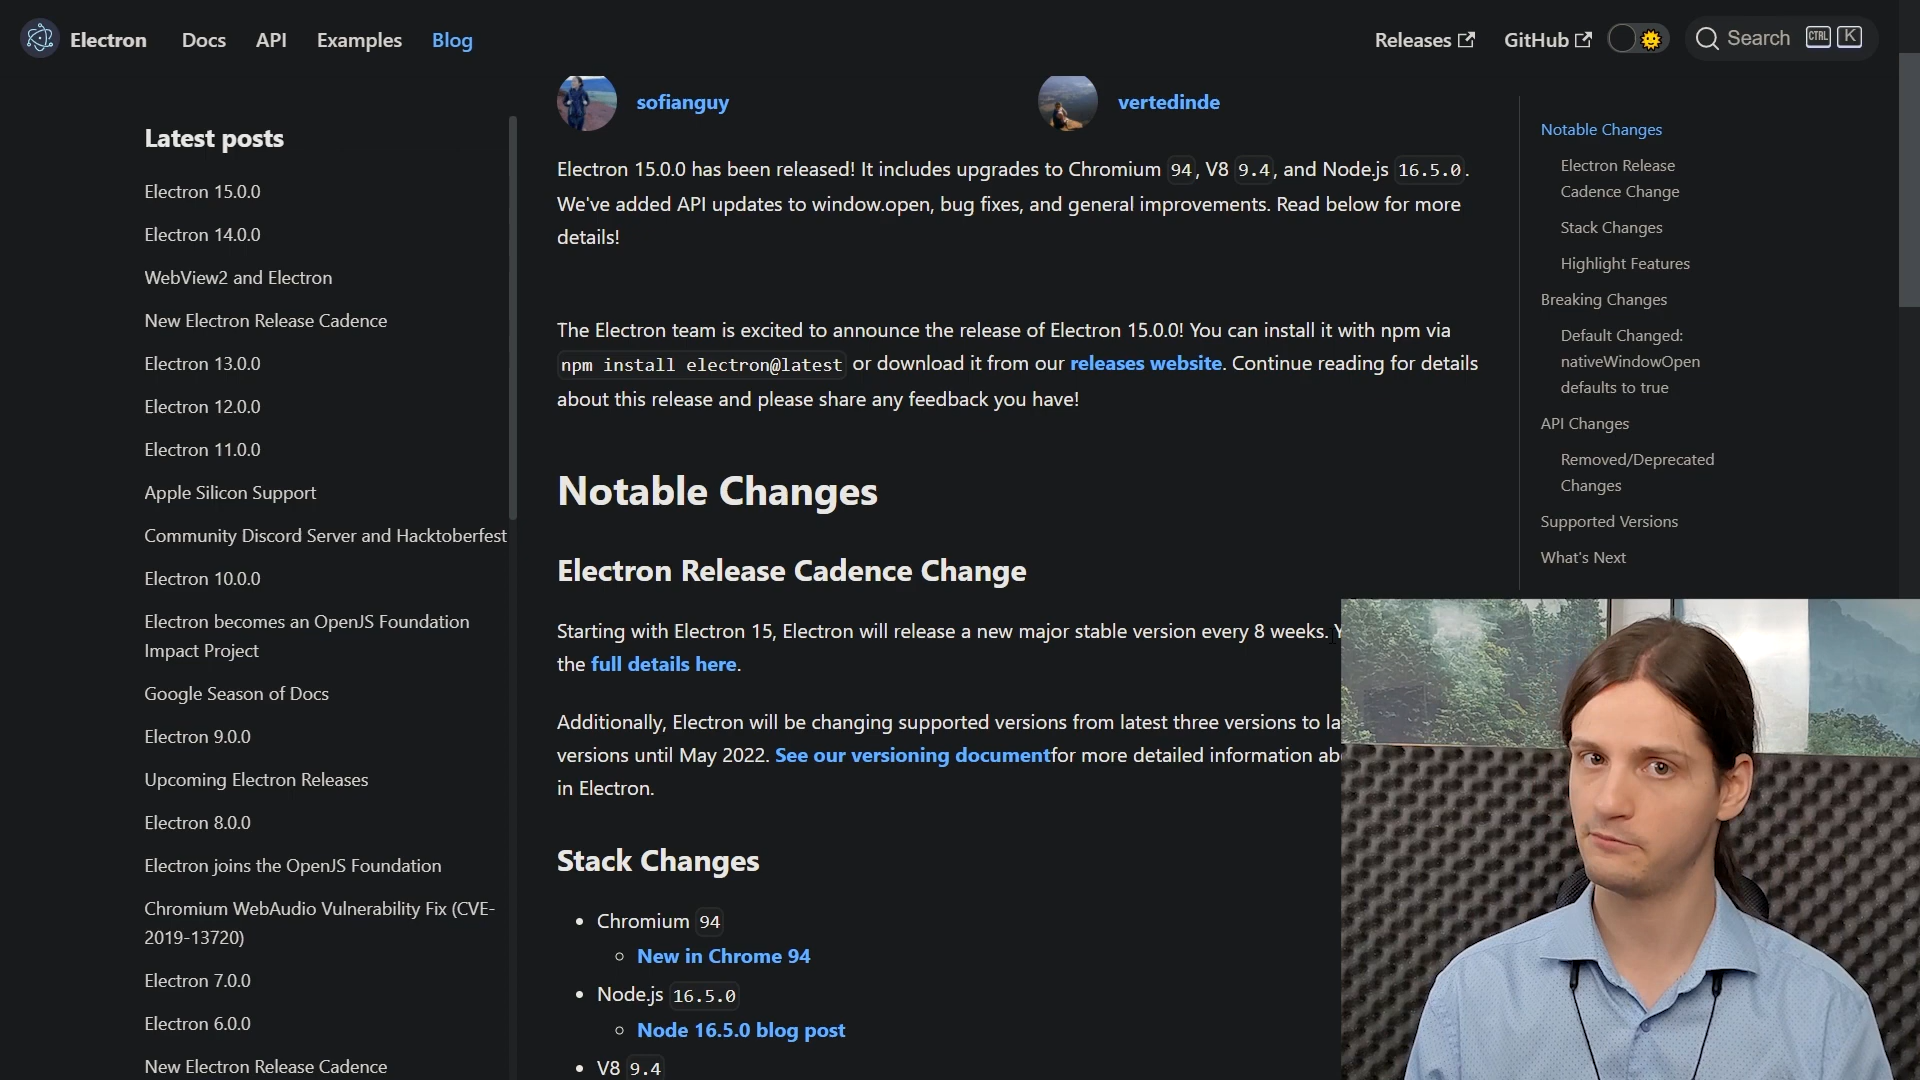 Electron
Docs
API
Examples
Blog
Releases
GitHub
Search
CTRL
K
Latest posts
Electron 15.0.0
Electron 14.0.0
WebView2 and Electron
New Electron Release Cadence
Electron 13.0.0
Electron 12.0.0
Electron 11.0.0
Apple Silicon Support
Community Discord Server and Hacktoberfest
Electron 10.0.0
Electron becomes an OpenJS Foundation
Impact Project
Google Season of Docs
Electron 9.0.0
Upcoming Electron Releases
Electron 8.0.0
Electron joins the OpenJS Foundation
Chromium WebAudio Vulnerability Fix (CVE-
2019-13720)
Electron 7.0.0
Electron 6.0.0
New Electron Release Cadence
sofianguy
vertedinde
Electron 15.0.0 has been released! It includes upgrades to Chromium 94, V8 9.4, and Node.js 16.5.0.
We've added API updates to window.open, bug fixes, and general improvements. Read below for more
details!
The Electron team is excited to announce the release of Electron 15.0.0! You can install it with npm via
npm install electron@latest or download it from our releases website. Continue reading for details
about this release and please share any feedback you have!
Notable Changes
Electron Release Cadence Change
Starting with Electron 15, Electron will release a new major stable version every 8 weeks.
the full details here.
Additionally, Electron will be changing supported versions from latest three versions to
versions until May 2022. See our versioning documentfor more detailed information
in Electron.
Stack Changes
• Chromium 94
◦ New in Chrome 94
• Node.js 16.5.0
◦ Node 16.5.0 blog post
• V8 9.4
Notable Changes
Electron Release
Cadence Change
Stack Changes
Highlight Features
Breaking Changes
Default Changed:
nativeWindowOpen
defaults to true
API Changes
Removed/Deprecated
Changes
Supported Versions
What's Next